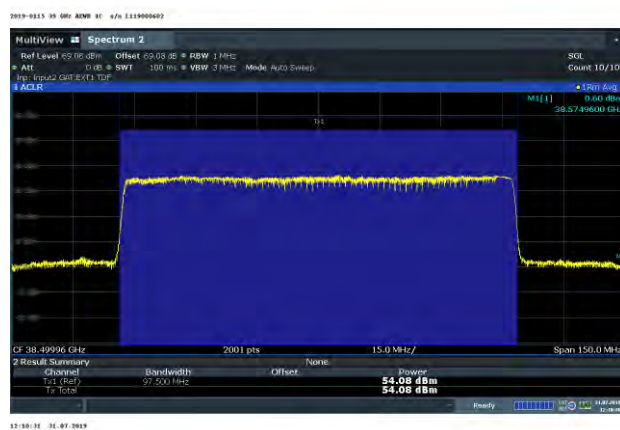 2019-0115 39 GHz AEWB 1C s/n L119000602
MultiView Spectrum 2
Ref Level 69.08 dBm Offset 69.08 dB RBW 1 MHz SGL
Att 0 dB SWT 100 ms VBW 3 MHz Mode Auto Sweep Count 10/10
Inp: Input2 GAT:EXT1 TDF
1 ACLR 1Rm Avg
M1[1] 0.60 dBm
38.5749600 GHz
Tx1
CF 38.49996 GHz 2001 pts 15.0 MHz/ Span 150.0 MHz
2 Result Summary None
Channel Bandwidth Offset Power
Tx1 (Ref) 97.500 MHz 54.08 dBm
Tx Total 54.08 dBm
Ready 31.07.2019
12:10:31 31.07.2019